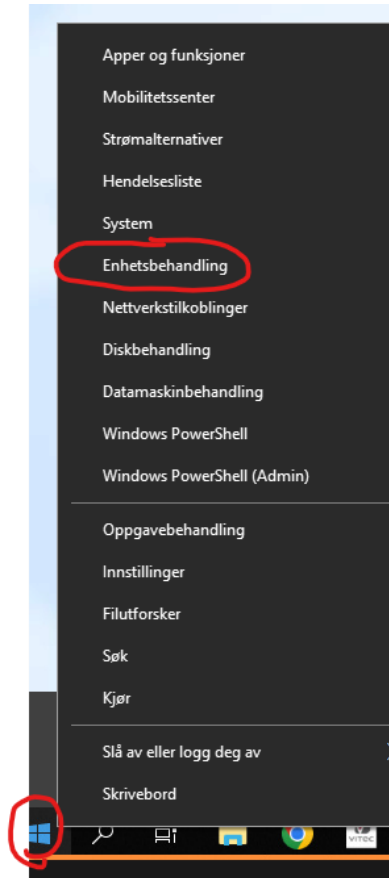 Apper og funksjoner
Mobilitetssenter
Strømalternativer
Hendelsesliste
System
Enhetsbehandling
Nettverkstilkoblinger
Diskbehandling
Datamaskinbehandling
Windows PowerShell
Windows PowerShell (Admin)
Oppgavebehandling
Innstillinger
Filutforsker
Søk
Kjør
Slå av eller logg deg av
Skrivebord
VITEC